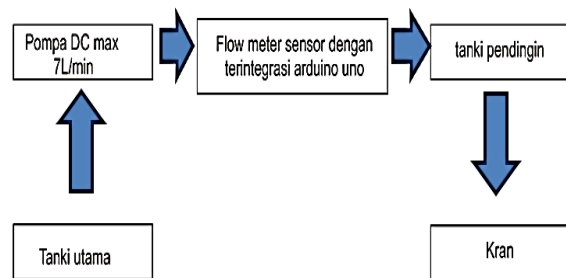 Pompa DC max
7L/min
Flow meter sensor dengan
terintegrasi arduino uno
tanki pendingin
Tanki utama
Kran